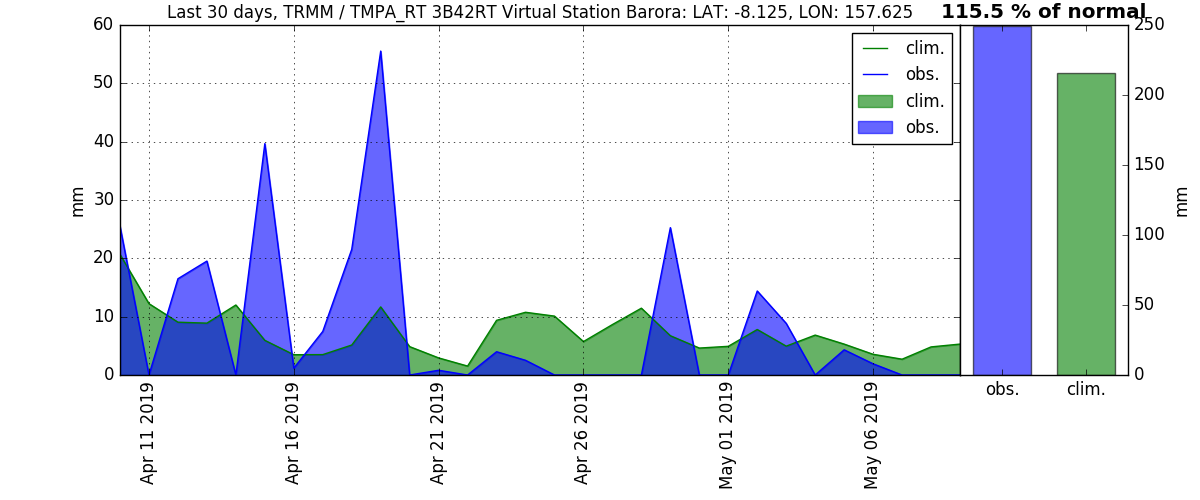 Last 30 days, TRMM / TMPA_RT 3B42RT Virtual Station Barora: LAT: -8.125, LON: 157.625
115.5 % of normal
60
50
40
30
20
10
0
mm
clim.
obs.
clim.
obs.
Apr 11 2019
Apr 16 2019
Apr 21 2019
Apr 26 2019
May 01 2019
May 06 2019
250
200
150
100
50
0
mm
obs.
clim.